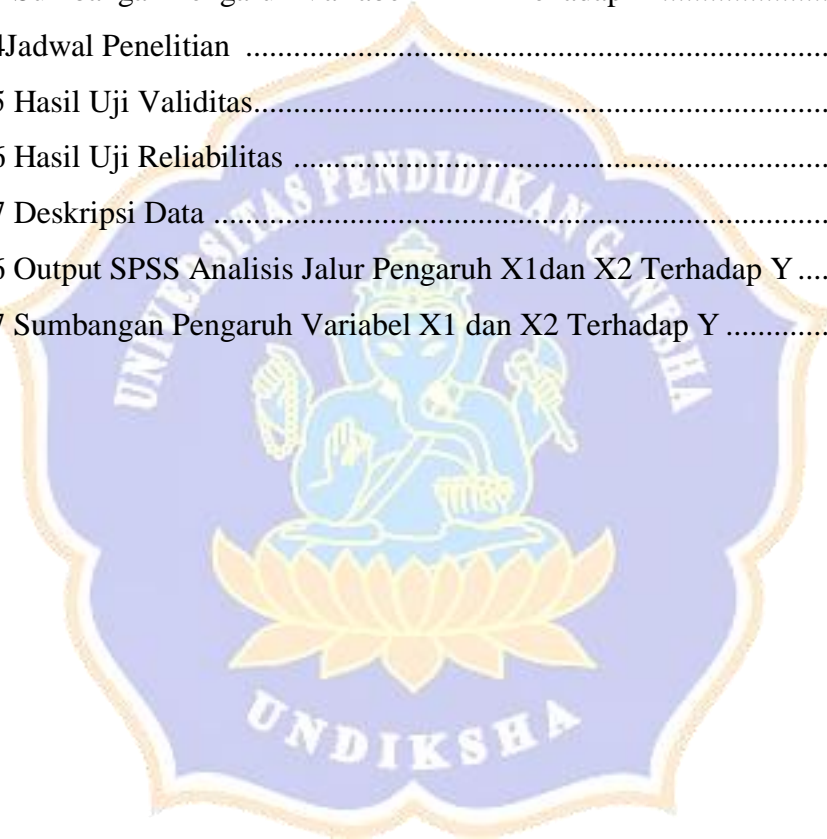 4Jadwal Penelitian ....................................................
5 Hasil Uji Validitas....................................................
6 Hasil Uji Reliabilitas ....................................................
7 Deskripsi Data ....................................................
6 Output SPSS Analisis Jalur Pengaruh X1dan X2 Terhadap Y ....
7 Sumbangan Pengaruh Variabel X1 dan X2 Terhadap Y ............
UNIVERSITAS PENDIDIKAN GANESHA
UNDIKSHA